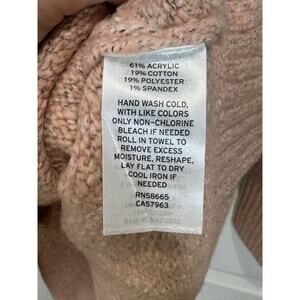 61% ACRYLIC
19% COTTON
19% POLYESTER
1% SPANDEX
HAND WASH COLD,
WITH LIKE COLORS
ONLY NON-CHLORINE
BLEACH IF NEEDED
ROLL IN TOWEL TO
REMOVE EXCESS
MOISTURE, RESHAPE,
LAY FLAT TO DRY
COOL IRON IF
NEEDED
RN58665
CA57963